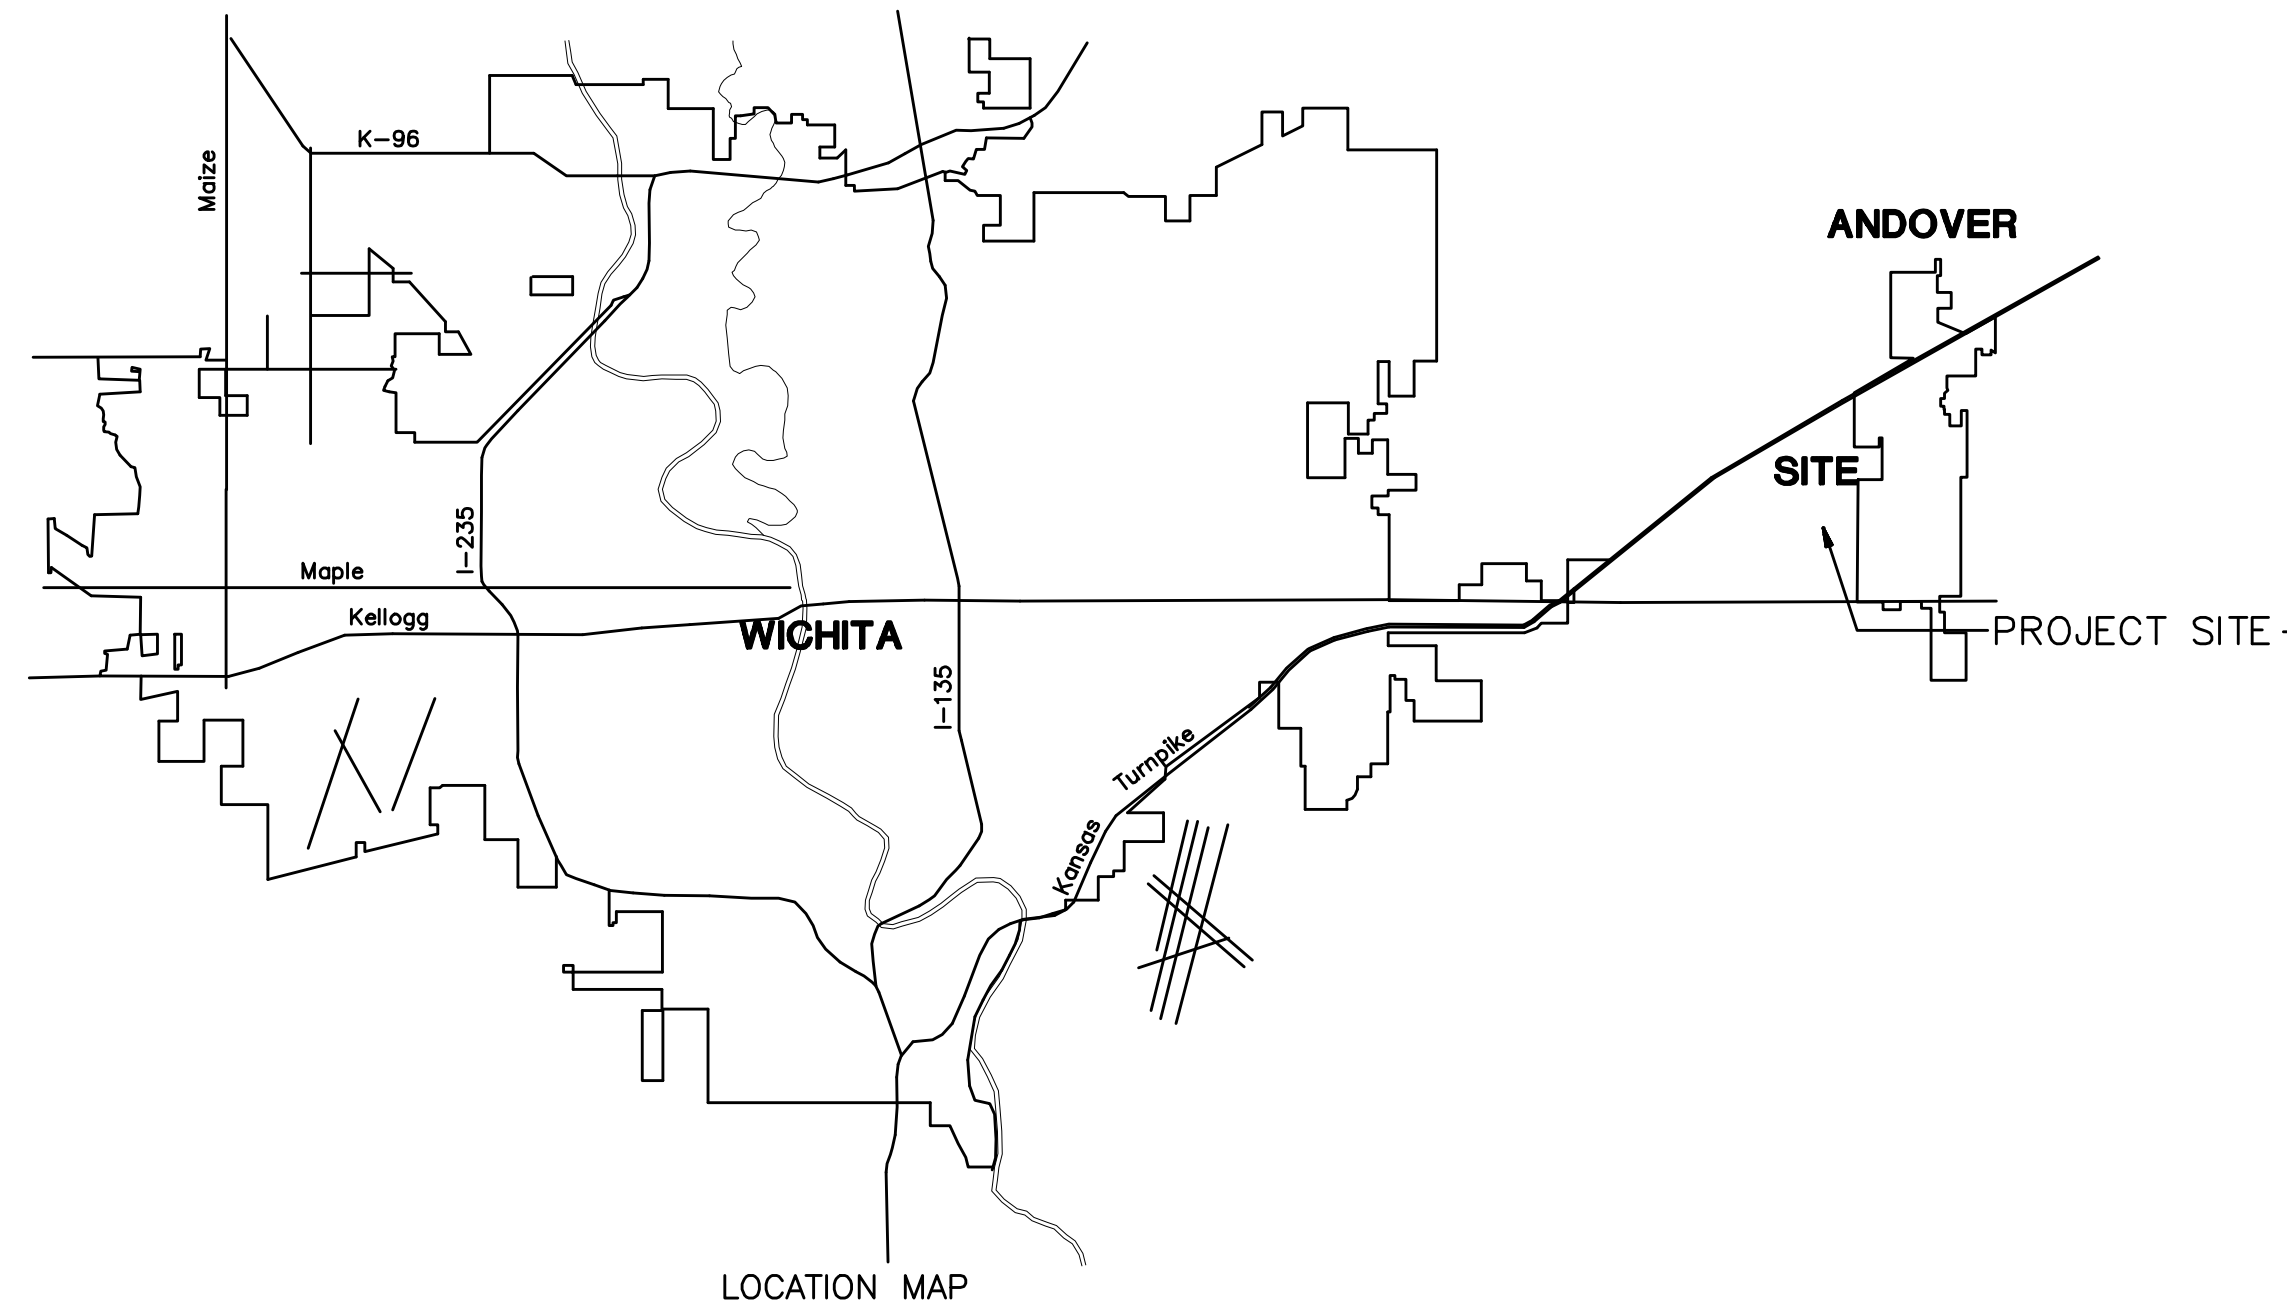 K-96
Maize
ANDOVER
SITE
I-235
Maple
Kellogg
WICHITA
PROJECT SITE-
I-135
Turnpike
Kansas
LOCATION MAP